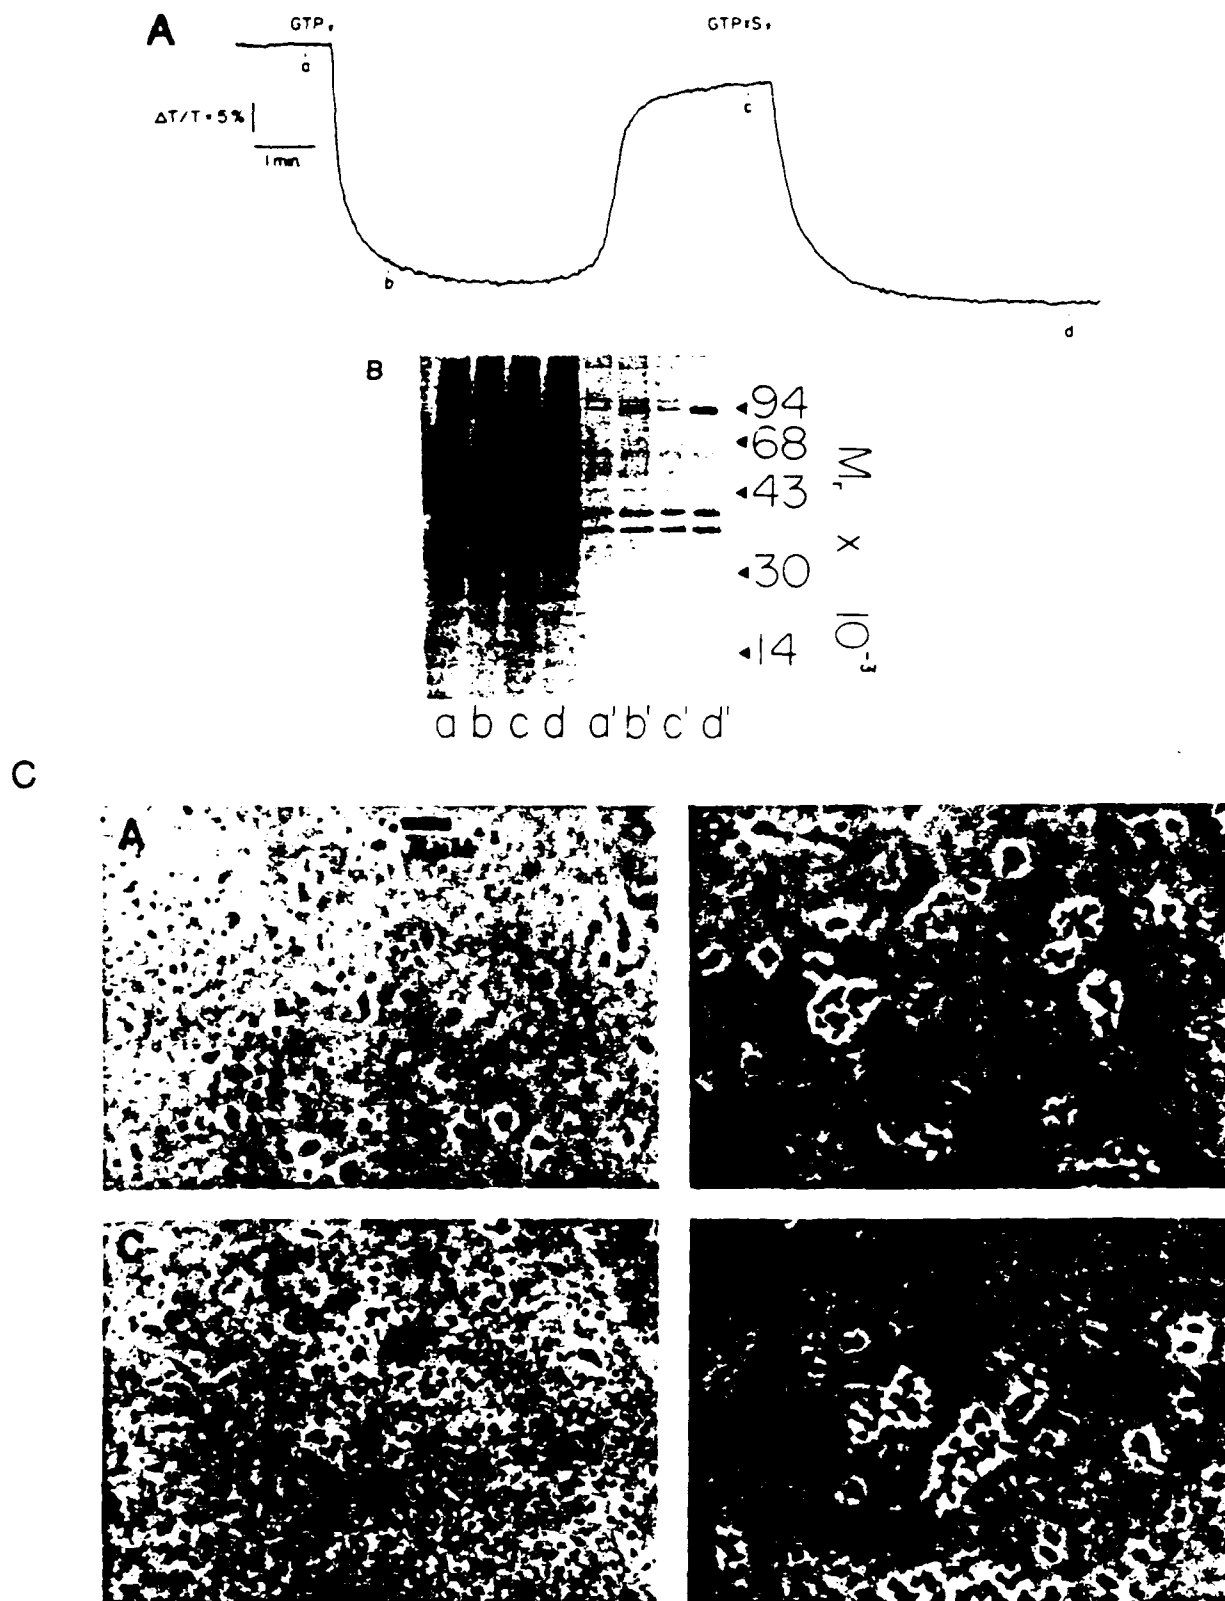 A
GTP
GTPγS
a
c
ΔT/T = 5%
1 min
b
d
B
94
68
43
30
14
Mr x 10-3
a b c d a' b' c' d'
C
A
C